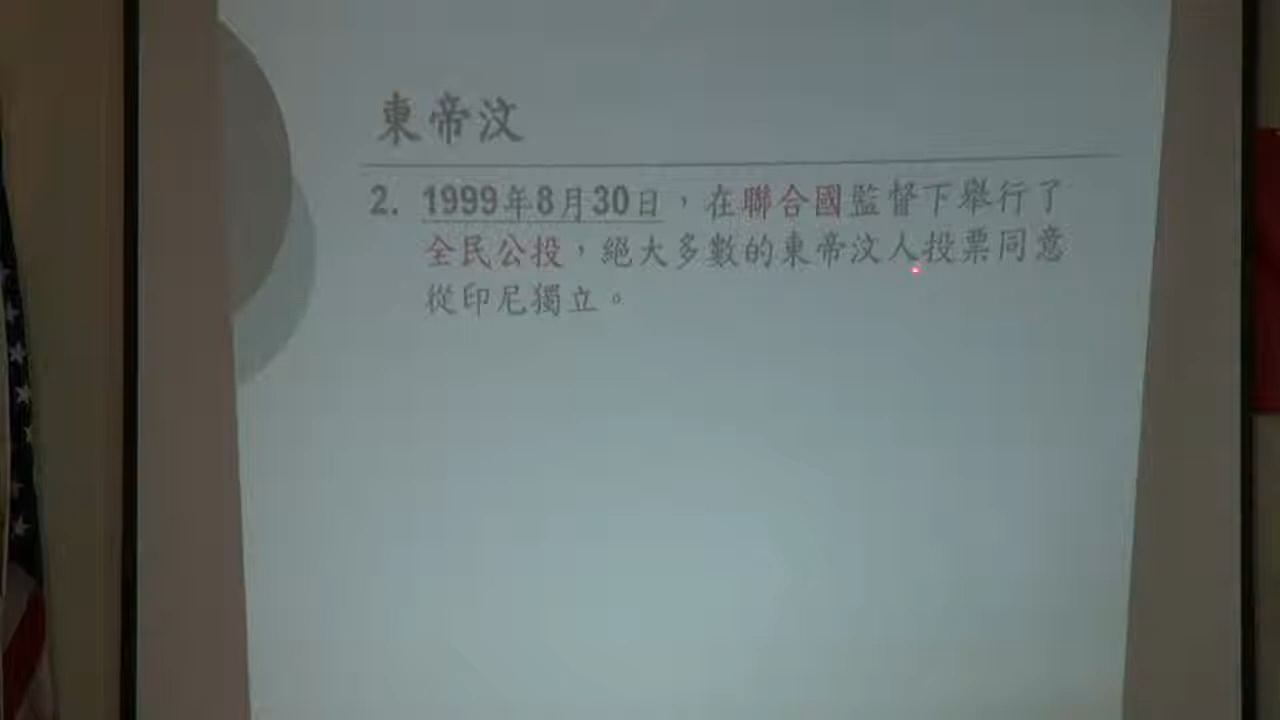 東帝汶
2. 1999年8月30日，在聯合國監督下舉行了
全民公投，絕大多數的東帝汶人投票同意
從印尼獨立。